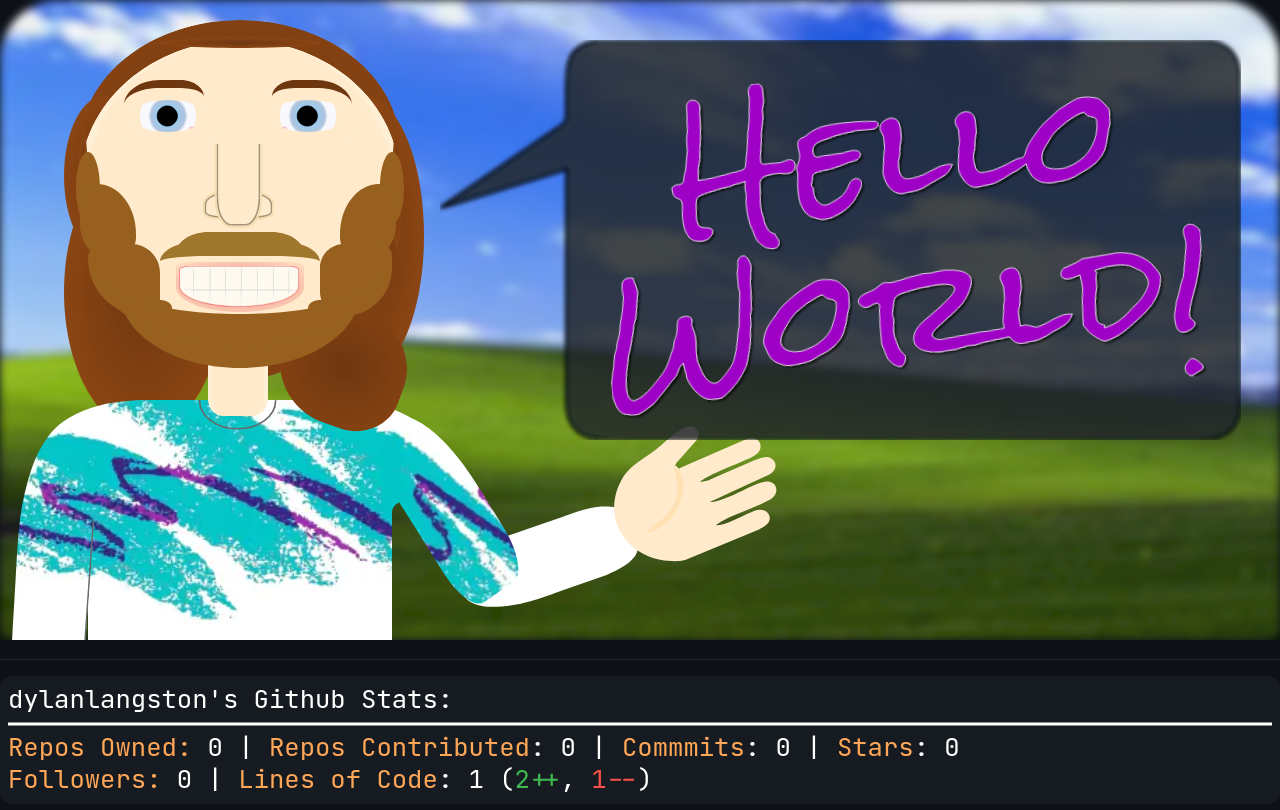 HELLO
WORLD!
dylanlangston's Github Stats:
Repos Owned: 0 | Repos Contributed: 0 | Commmits: 0 | Stars: 0
Followers: 0 | Lines of Code: 1 (2++, 1--)